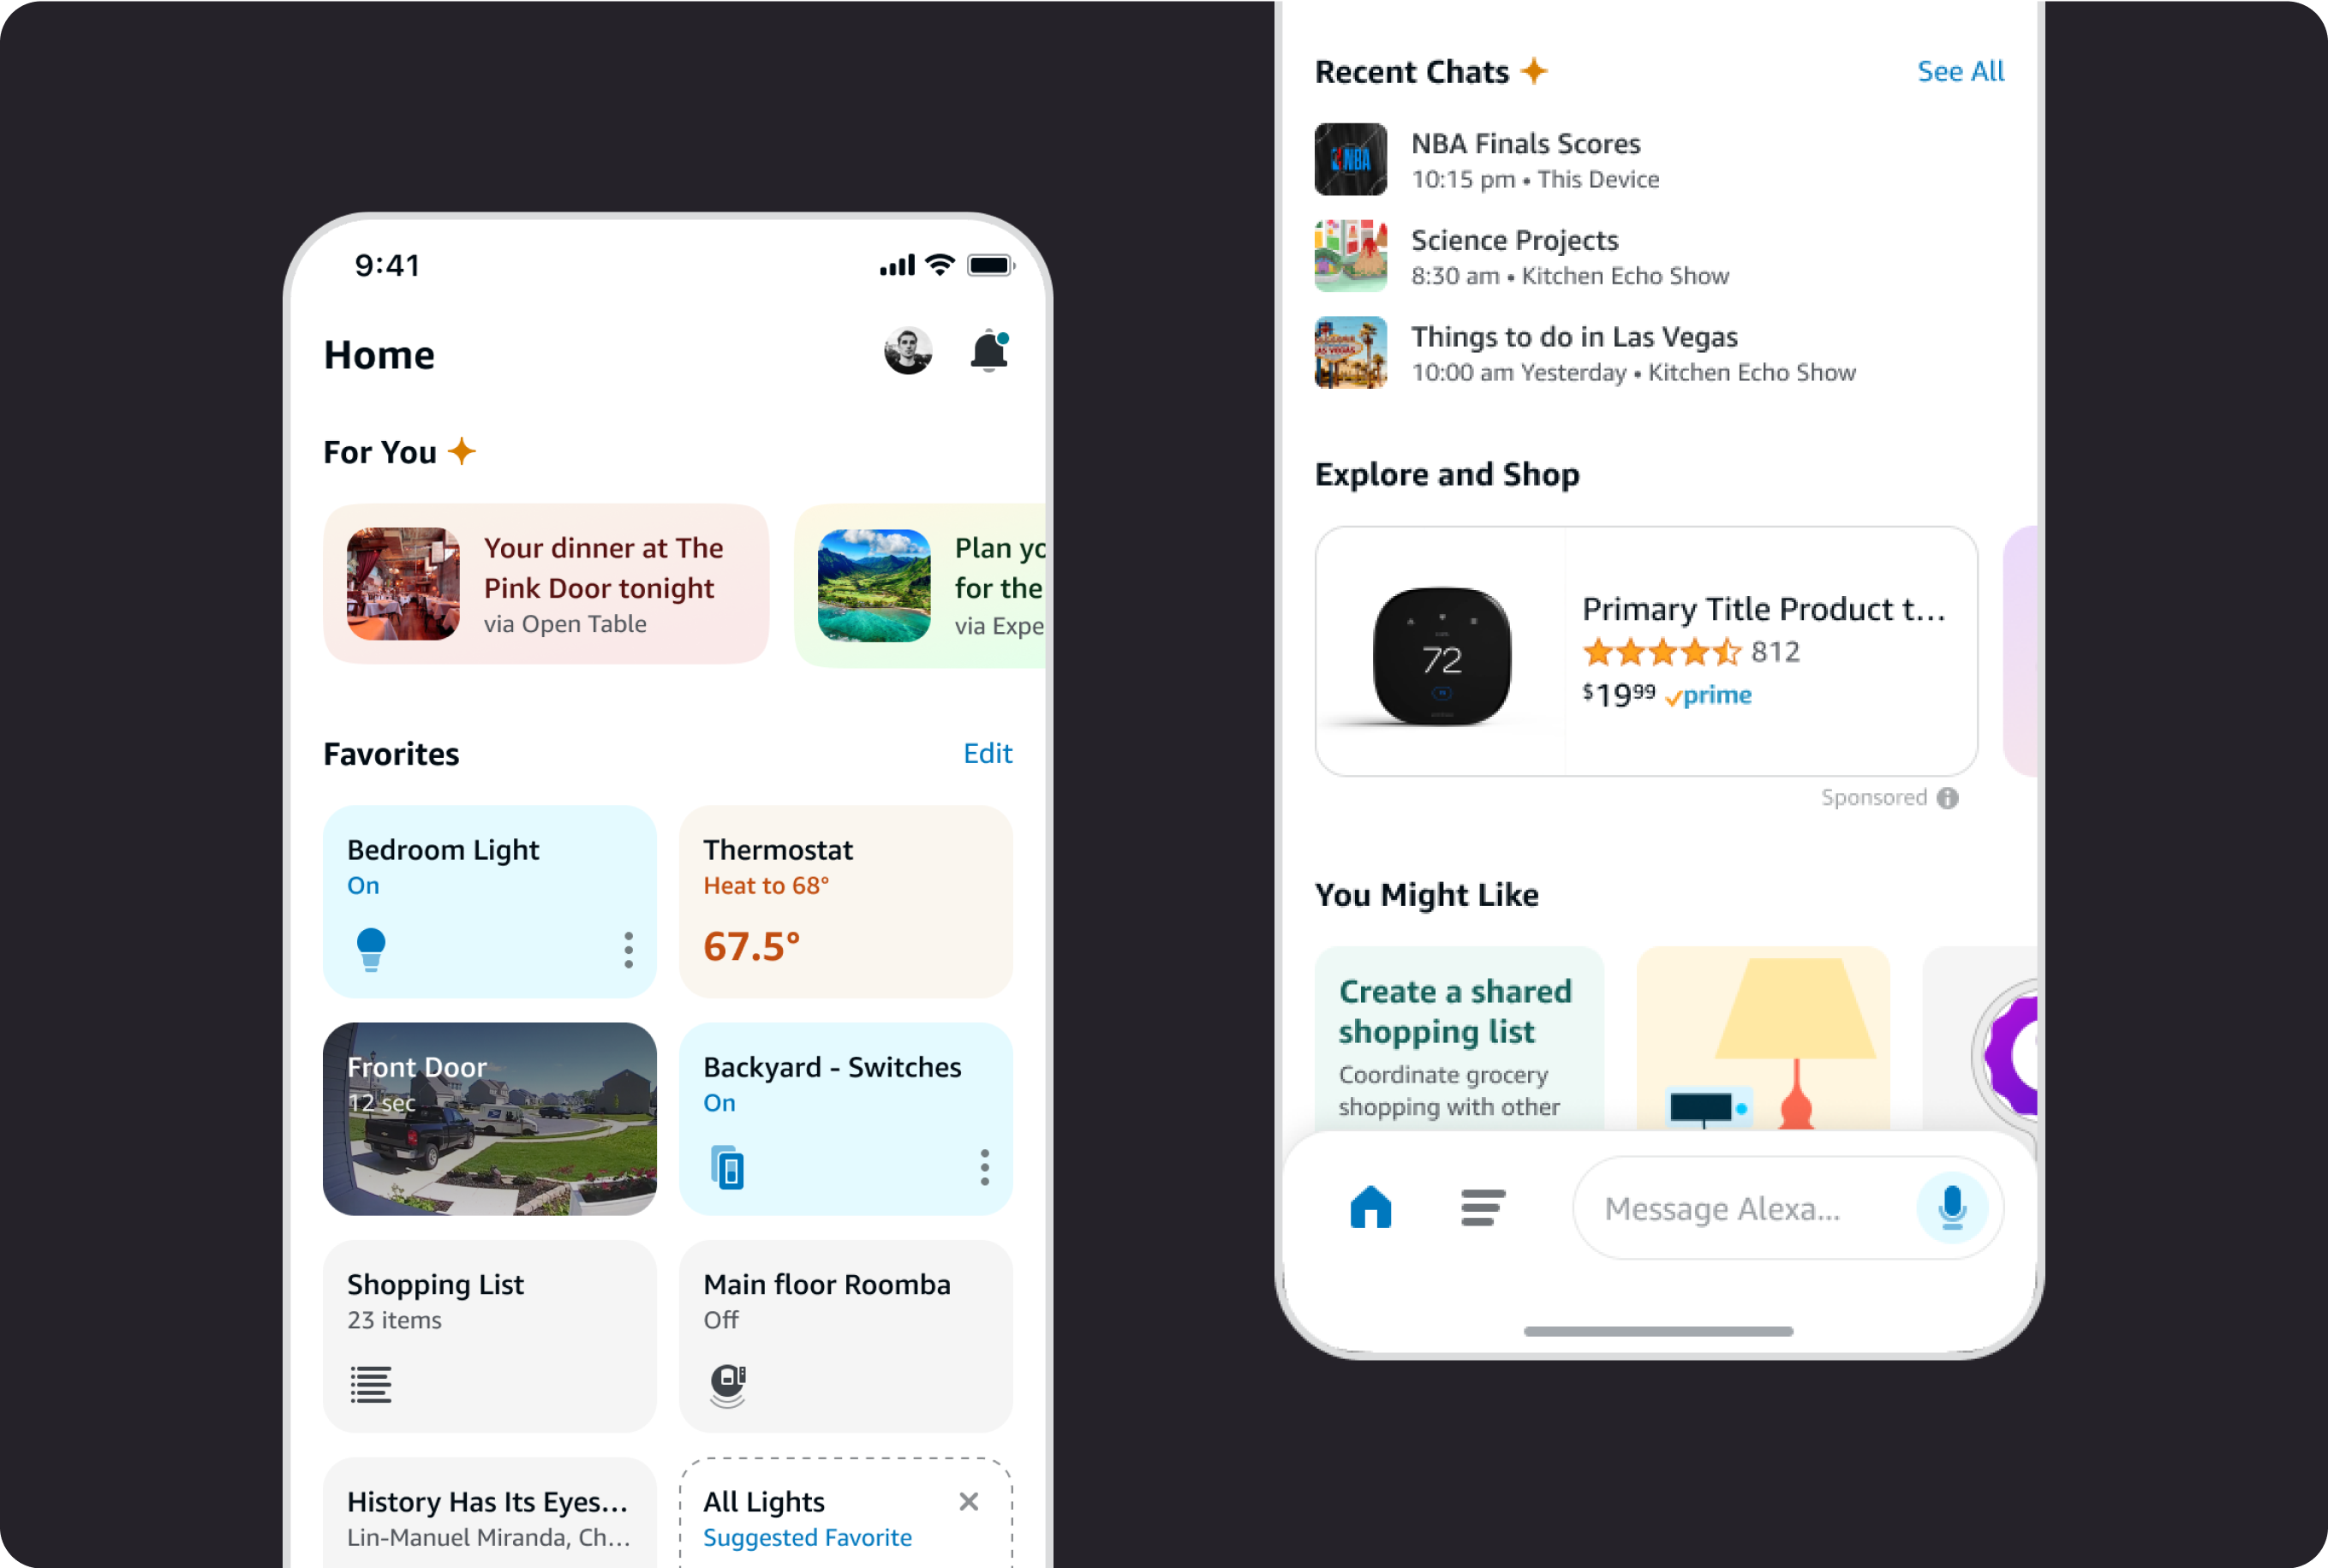 9:41
Home
For You
Your dinner at The
Pink Door tonight
via Open Table
Plan yo
for the
via Expe
Favorites
Edit
Bedroom Light
On
Thermostat
Heat to 68°
67.5°
Front Door
12 sec
Backyard - Switches
On
Shopping List
23 items
Main floor Roomba
Off
History Has Its Eyes...
Lin-Manuel Miranda, Ch...
All Lights
Suggested Favorite
Recent Chats
See All
NBA
NBA Finals Scores
10:15 pm • This Device
Science Projects
8:30 am • Kitchen Echo Show
LAS VEGAS
Things to do in Las Vegas
10:00 am Yesterday • Kitchen Echo Show
Explore and Shop
72
Primary Title Product t...
812
$1999 prime
Sponsored
You Might Like
Create a shared
shopping list
Coordinate grocery
shopping with other
Message Alexa...